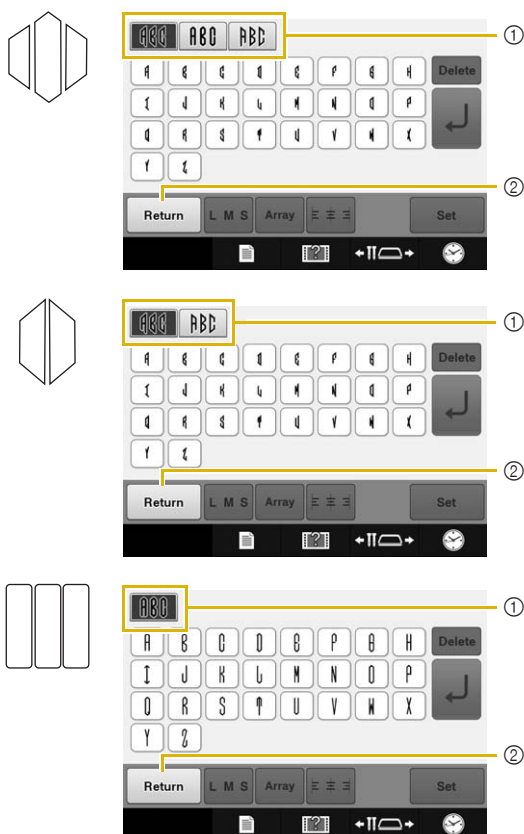 ABC ABC ABC ①
A B C D E F G H Delete
I J K L M N O P
Q R S T U V W X
Y Z
②
Return L M S Array Set
?
ABC ABC ①
A B C D E F G H Delete
I J K L M N O P
Q R S T U V W X
Y Z
②
Return L M S Array Set
?
ABC ①
A B C D E F G H Delete
I J K L M N O P
Q R S T U V W X
Y Z
②
Return L M S Array Set
?